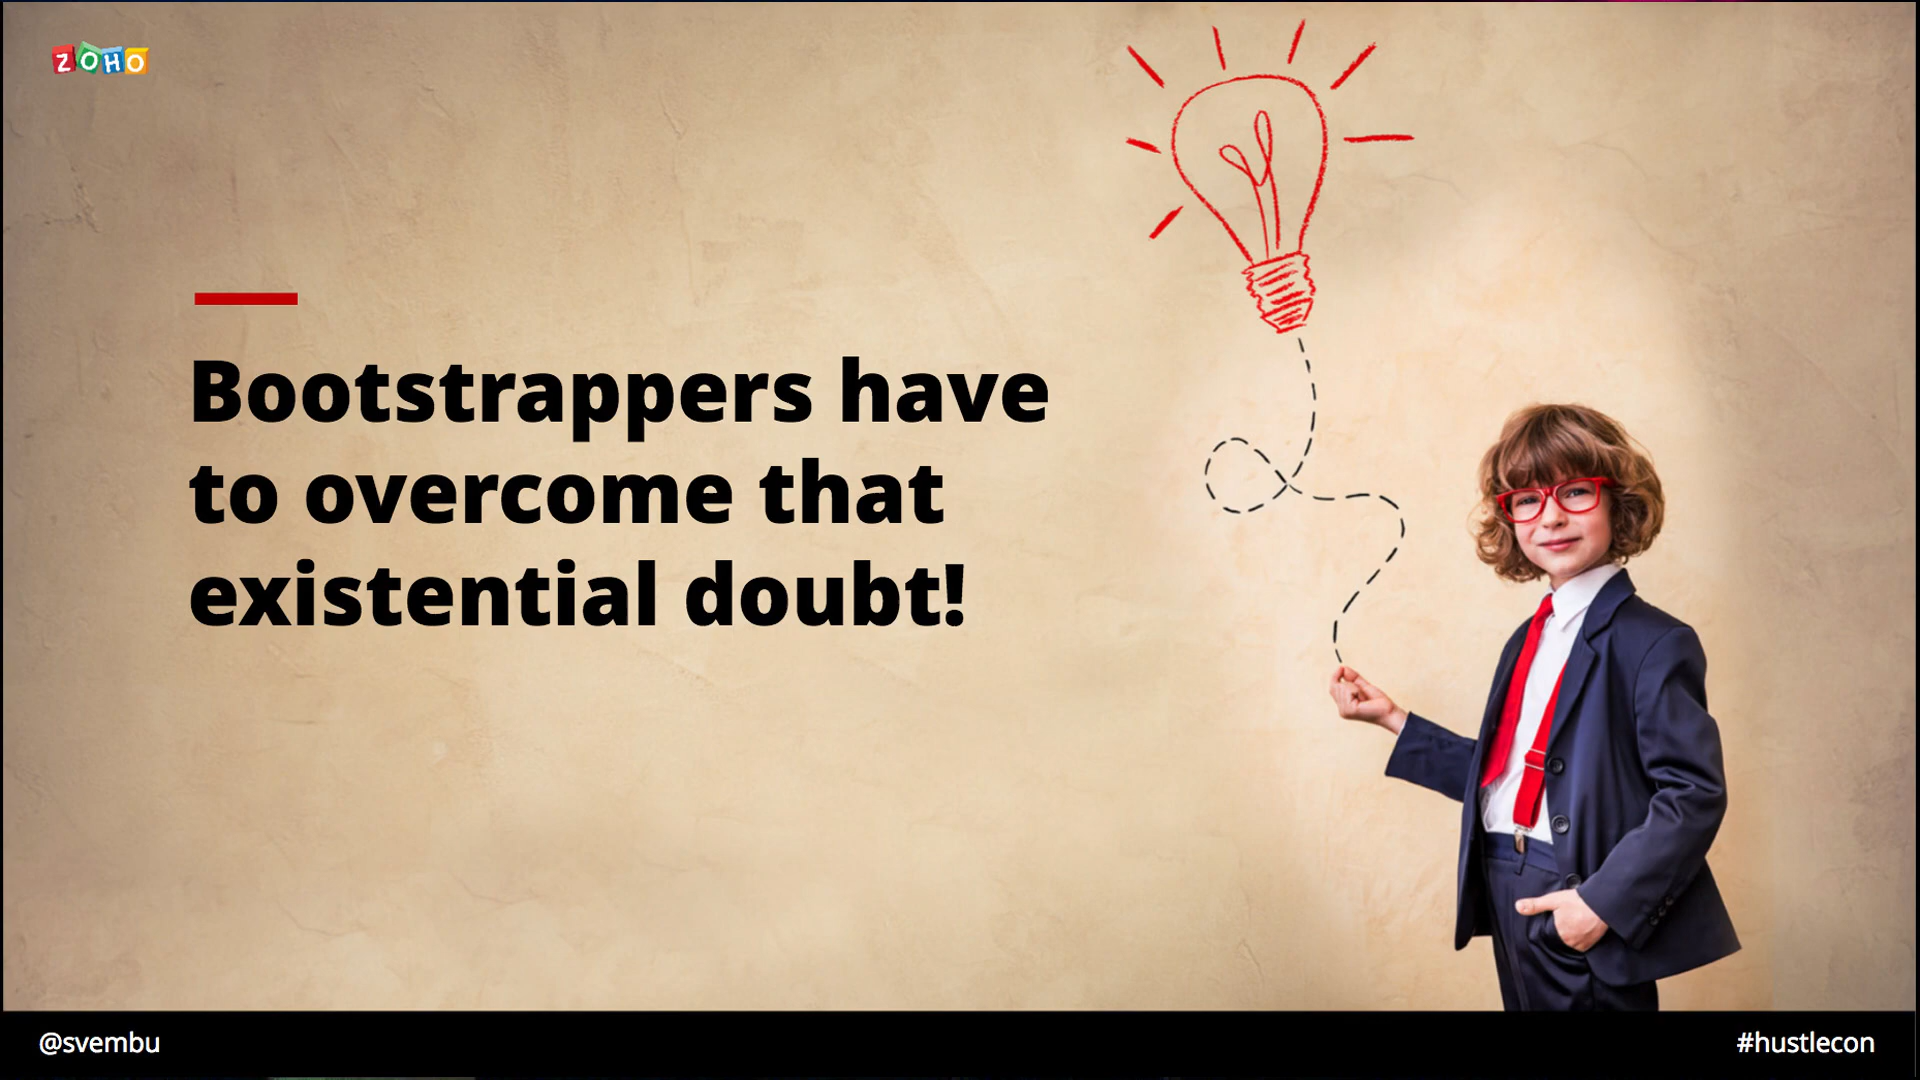 ZOHO
Bootstrappers have
to overcome that
existential doubt!
@svembu
#hustlecon